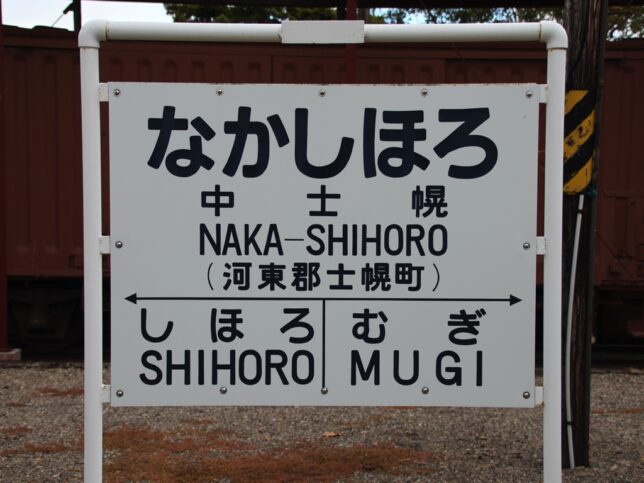 なかしほろ
中士幌
NAKA-SHIHORO
(河東郡士幌町)
しほろ むぎ
SHIHORO MUGI